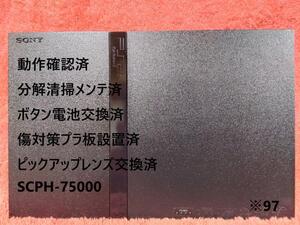 SONY
動作確認済
分解清掃メンテ済
ボタン電池交換済
傷対策プラ板設置済
ピックアップレンズ交換済
SCPH-75000
※97